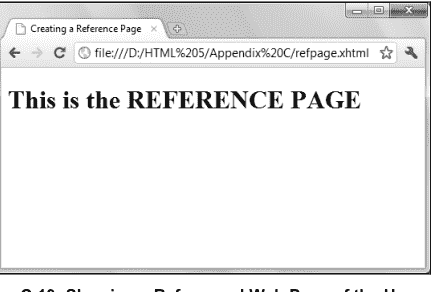 Creating a Reference Page
file:///D:/HTML%205/Appendix%20C/refpage.xhtml
This is the REFERENCE PAGE